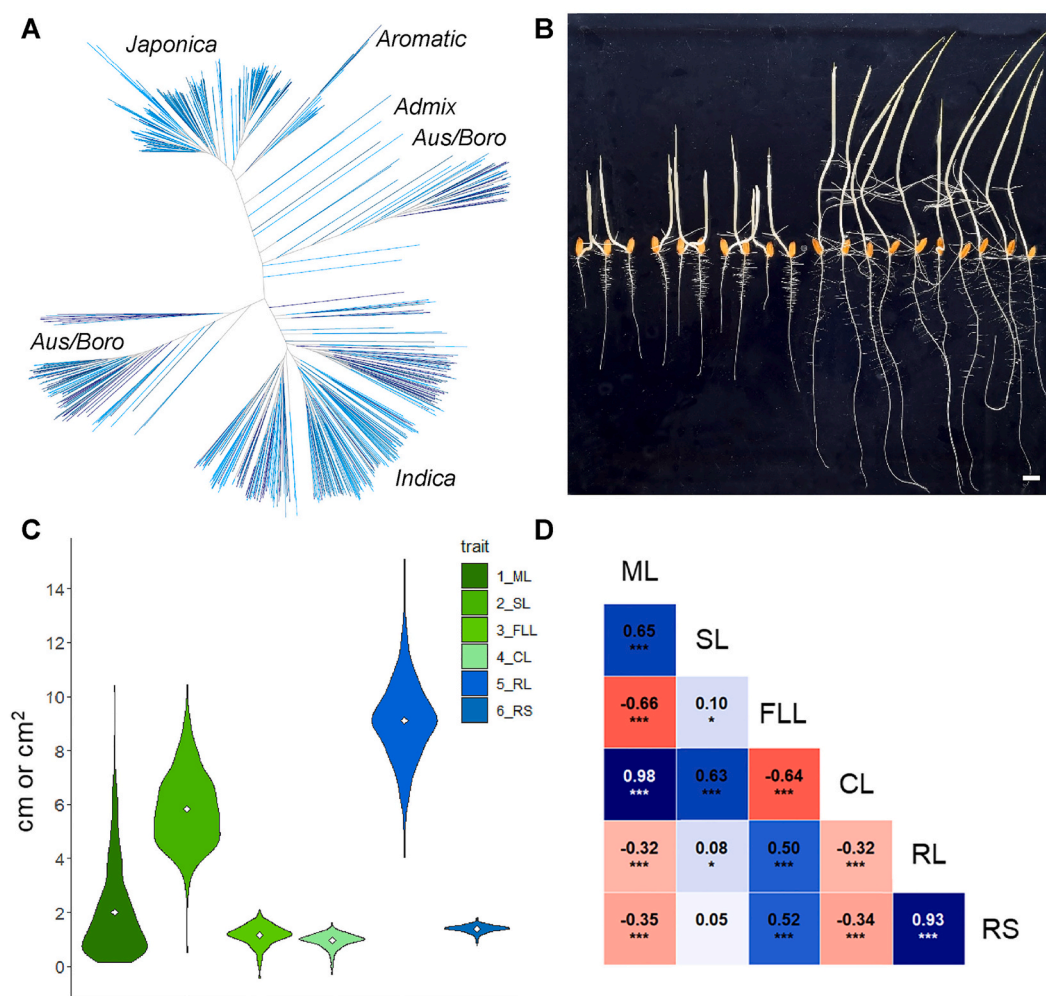 A
Japonica
Aromatic
Admix
Aus/Boro
Aus/Boro
Indica
B
C
cm or cm²
14
12
10
8
6
4
2
0
trait
1_ML
2_SL
3_FLL
4_CL
5_RL
6_RS
D
ML
0.65
***
SL
-0.66
***
0.10
*
FLL
0.98
***
0.63
***
-0.64
***
CL
-0.32
***
0.08
*
0.50
***
-0.32
***
RL
-0.35
***
0.05
0.52
***
-0.34
***
0.93
***
RS